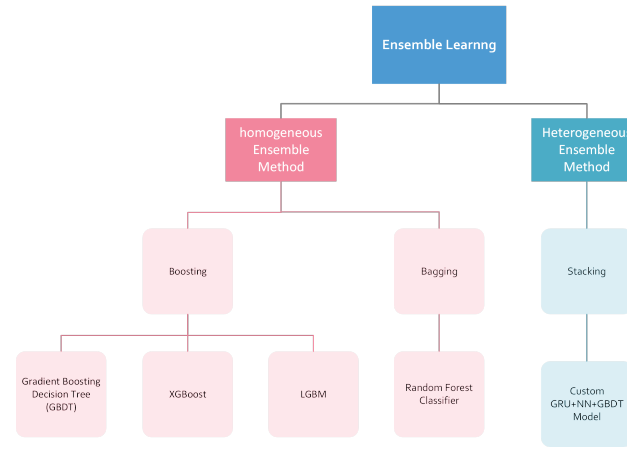 Ensemble Learnng
homogeneous
Ensemble
Method
Heterogeneou
Ensemble
Method
Boosting
Bagging
Stacking
Gradient Boosting
Decision Tree
(GBDT)
XGBoost
LGBM
Random Forest
Classifier
Custom
GRU+NN+GBDT
Model